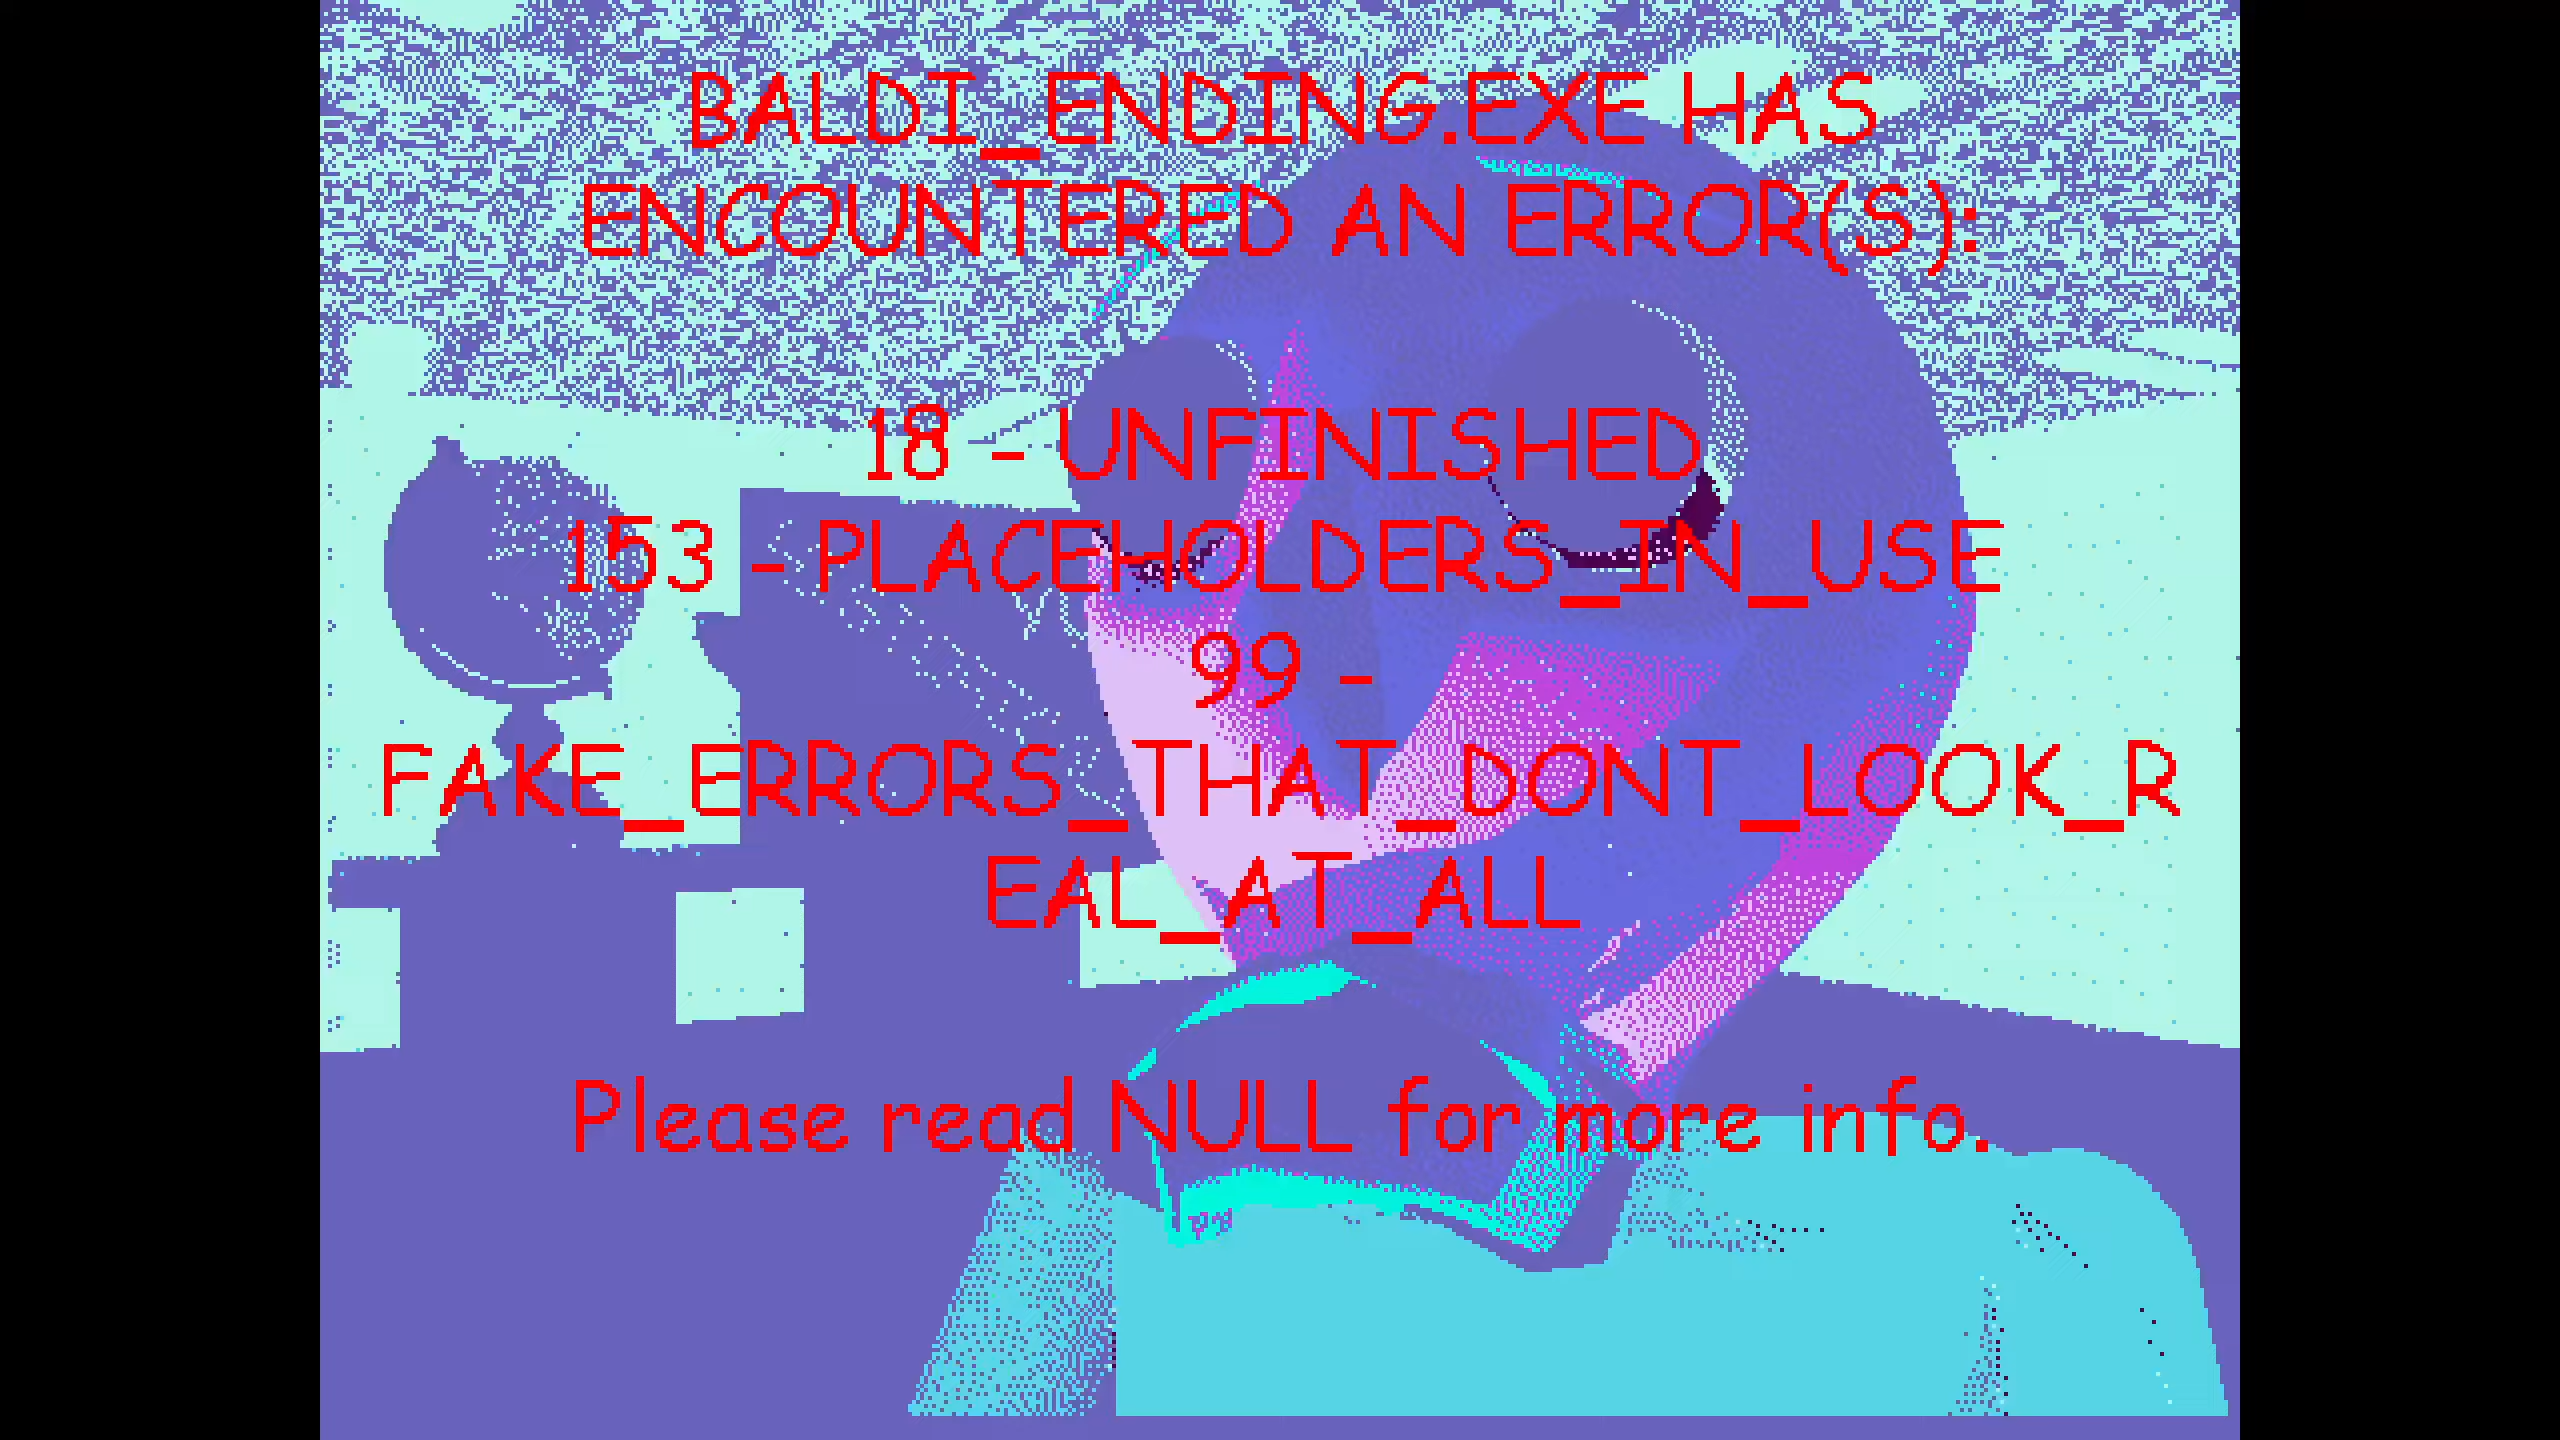 BALDI_ENDING.EXE HAS
ENCOUNTERED AN ERROR(S):
18 - UNFINISHED
153 - PLACEHOLDERS_IN_USE
99 -
FAKE_ERRORS_THAT_DONT_LOOK_R
EAL_AT_ALL
Please read NULL for more info.